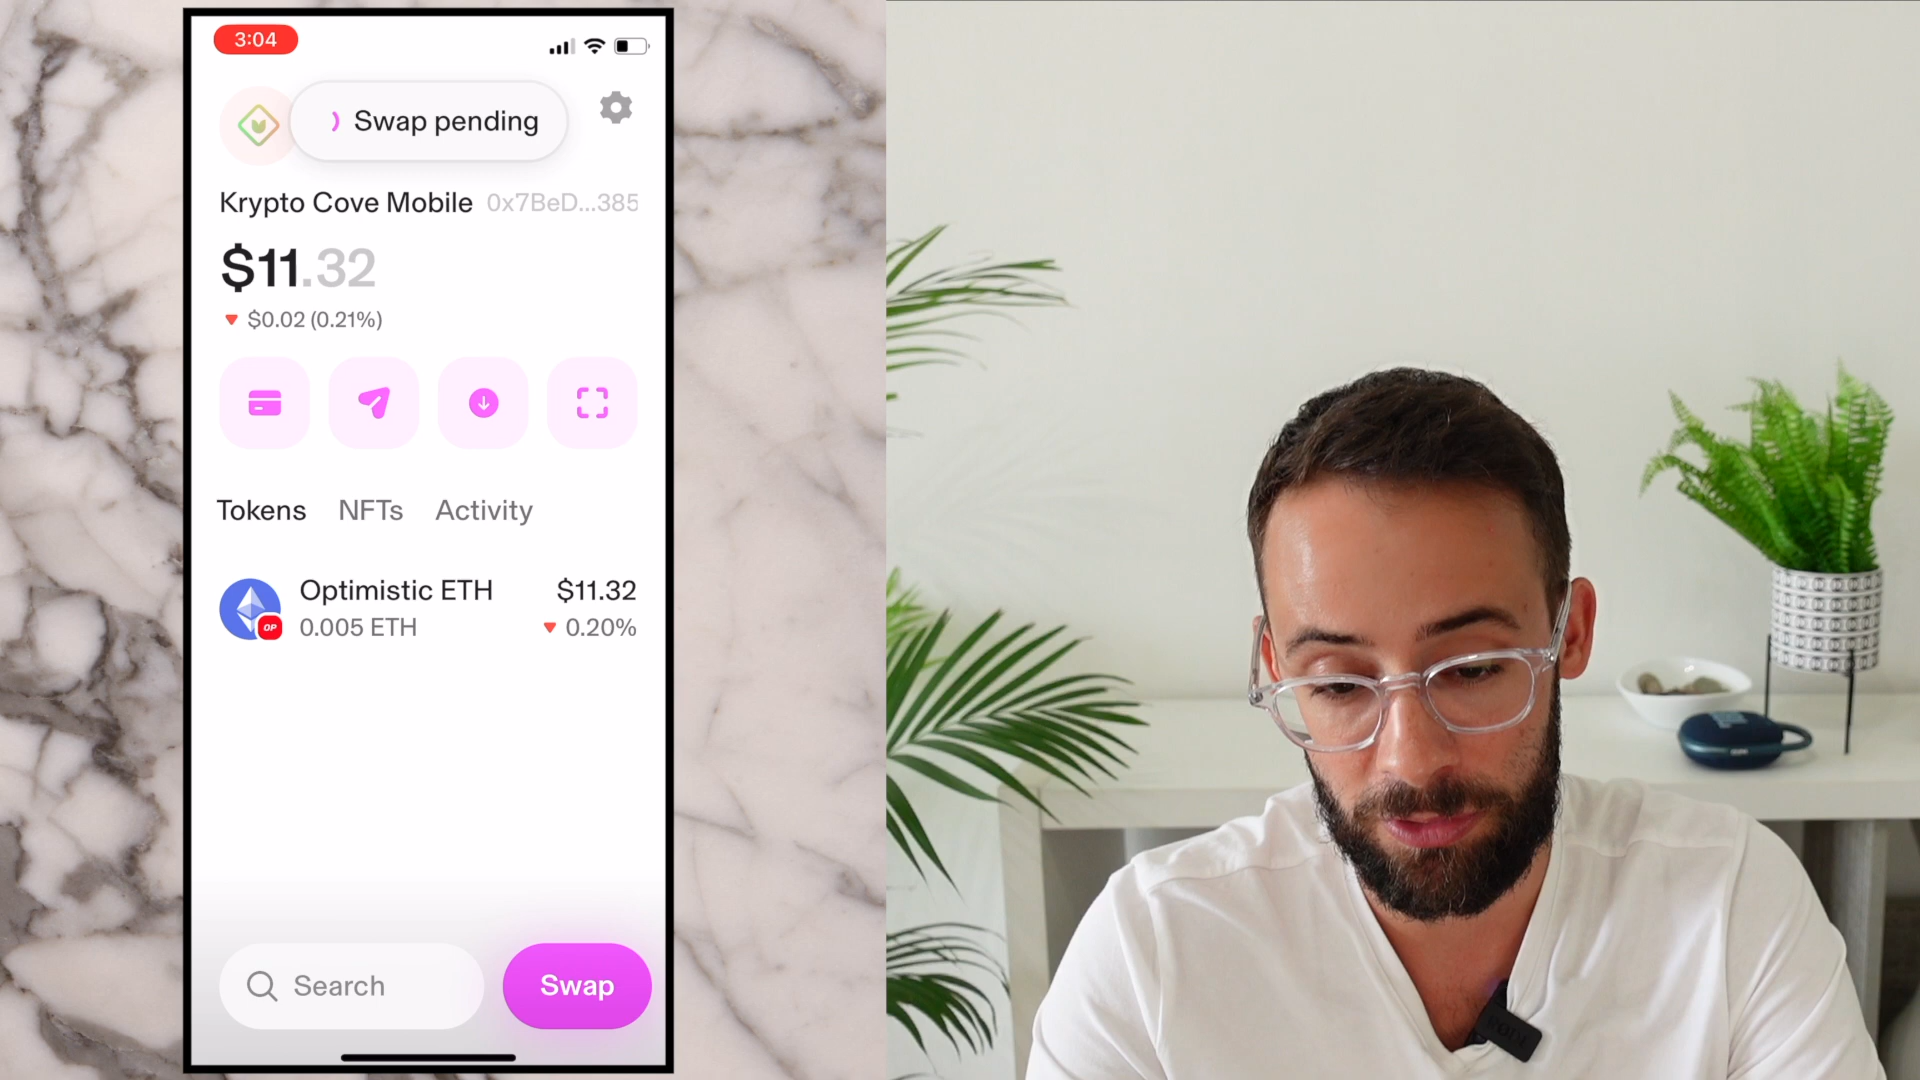 3:04
Swap pending
Krypto Cove Mobile 0x7BeD...385
$11.32
$0.02 (0.21%)
Tokens NFTs Activity
Optimistic ETH $11.32
0.005 ETH 0.20%
OP
Search Swap